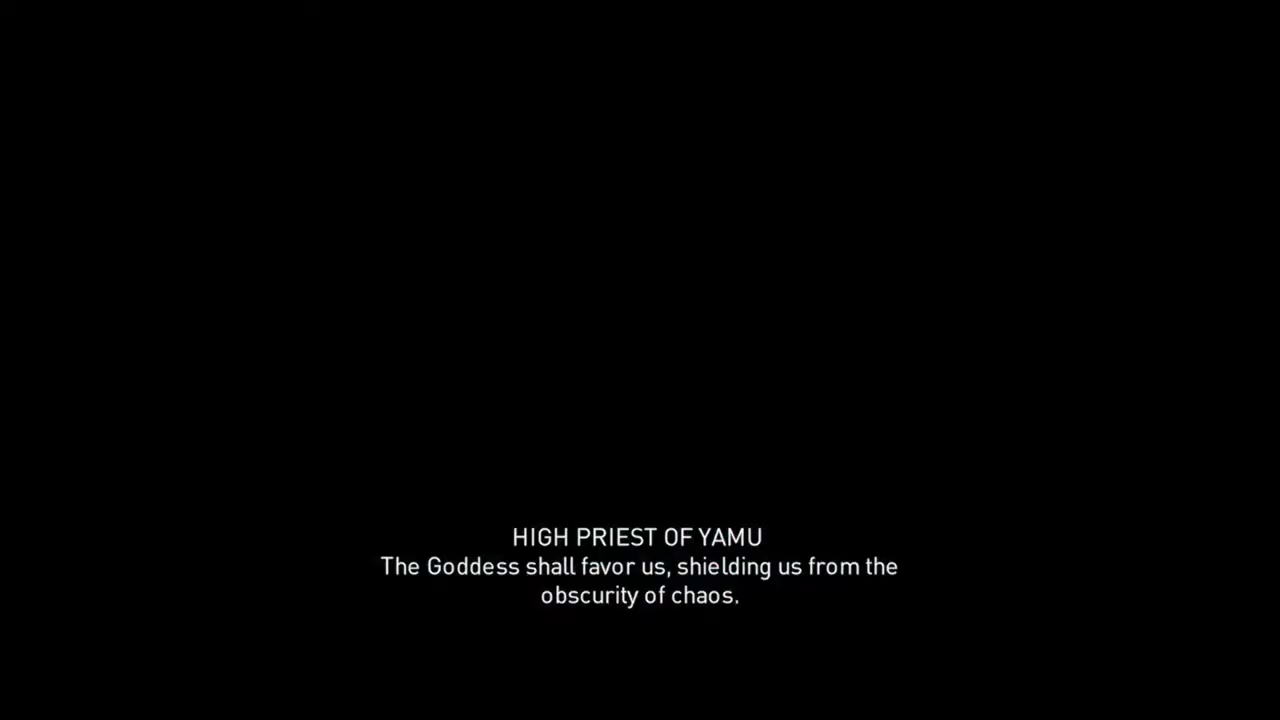 HIGH PRIEST OF YAMU
The Goddess shall favor us, shielding us from the
obscurity of chaos.